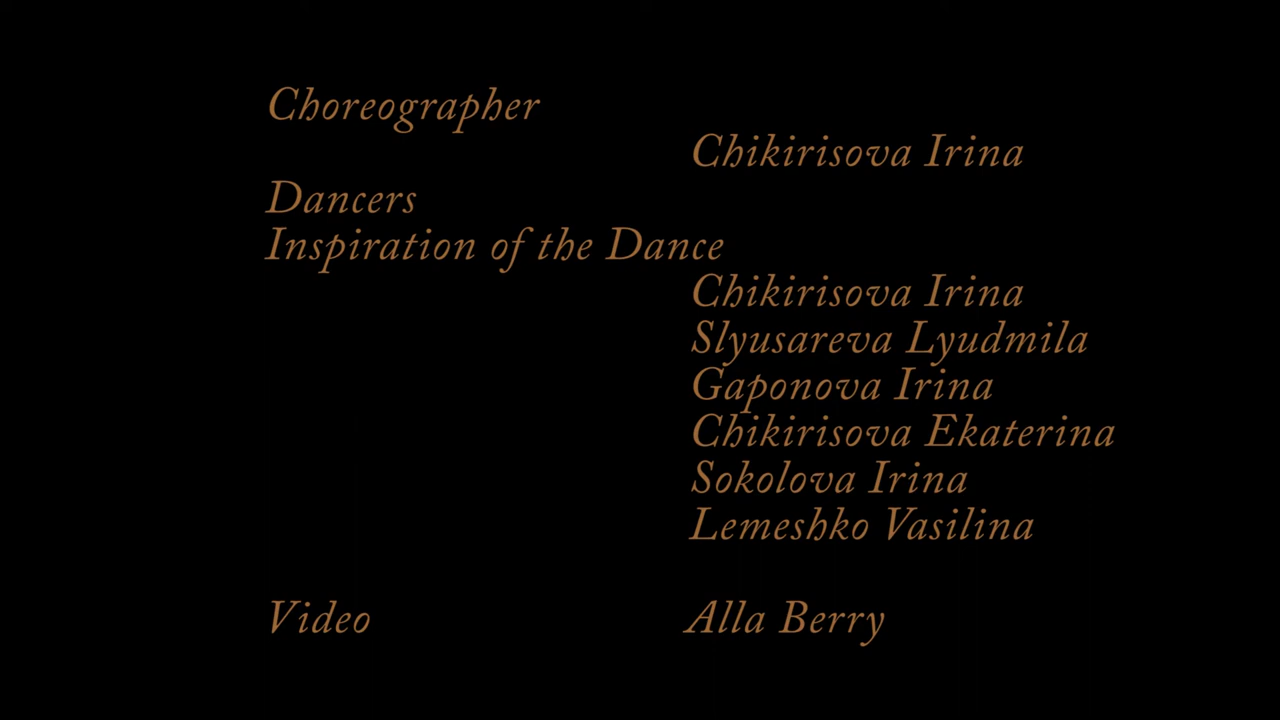 Choreographer
Chikirisova Irina
Dancers
Inspiration of the Dance
Chikirisova Irina
Slyusareva Lyudmila
Gaponova Irina
Chikirisova Ekaterina
Sokolova Irina
Lemeshko Vasilina
Video Alla Berry